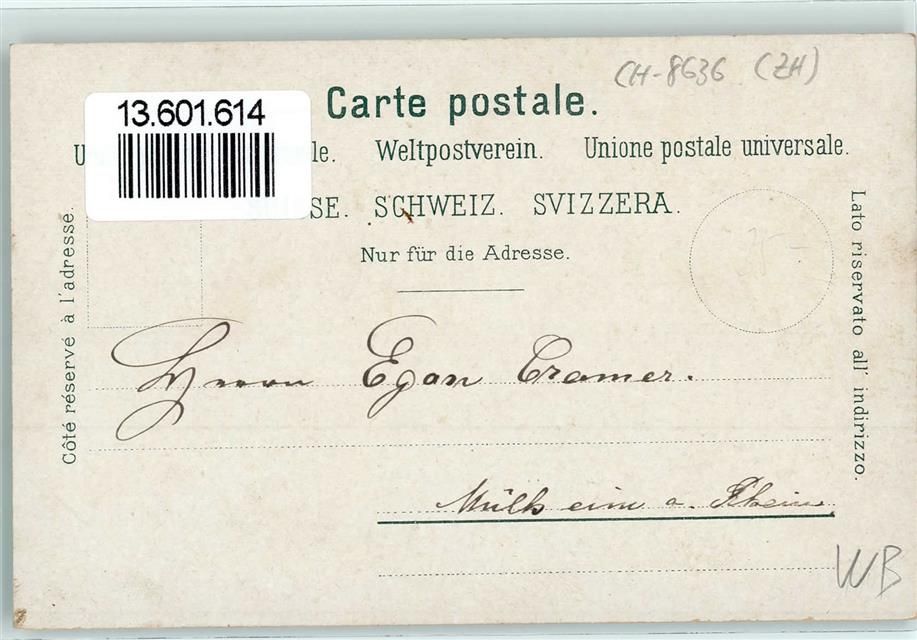 CH-8636 (ZH)
13.601.614
Carte postale.
U le. Weltpostverein. Unione postale universale.
SE. SCHWEIZ. SVIZZERA.
Nur für die Adresse.
Côté réservé à l'adresse.
Lato riservato all' indirizzo.
Herrn Egon Cramer.
Mülheim a. Rhein.
WB